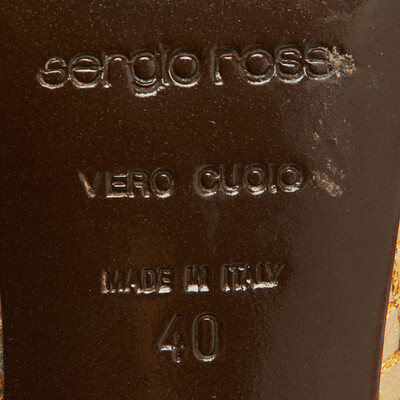 sergio rossi
VERO CUOIO
MADE IN ITALY
40